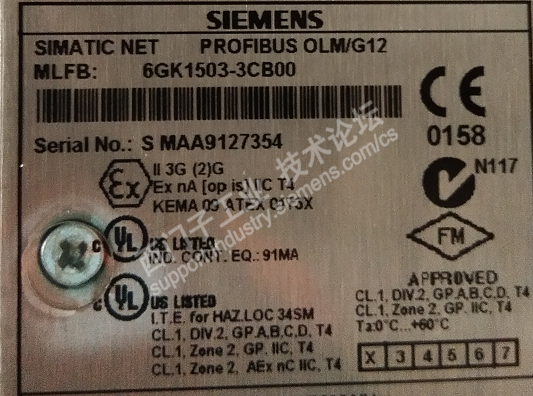 SIEMENS
SIMATIC NET PROFIBUS OLM/G12
MLFB: 6GK1503-3CB00
Serial No.: S MAA9127354
CE
0158
N117
Ex
II 3G (2)G
Ex nA [op is] IIC T4
KEMA 09 ATEX 0173X
C UL US LISTED
IND. CONT. EQ.: 91MA
FM
APPROVED
CL.1, DIV.2, GP.A,B,C,D, T4
CL.1, Zone 2, GP. IIC, T4
Ta:0°C...+60°C
C UL US LISTED
I.T.E. for HAZ.LOC 34SM
CL.1, DIV.2, GP.A,B,C,D, T4
CL.1, Zone 2, GP. IIC, T4
CL.1, Zone 2, AEx nC IIC, T4
X 3 4 5 6 7
西门子工业 技术论坛
support.industry.siemens.com/cs